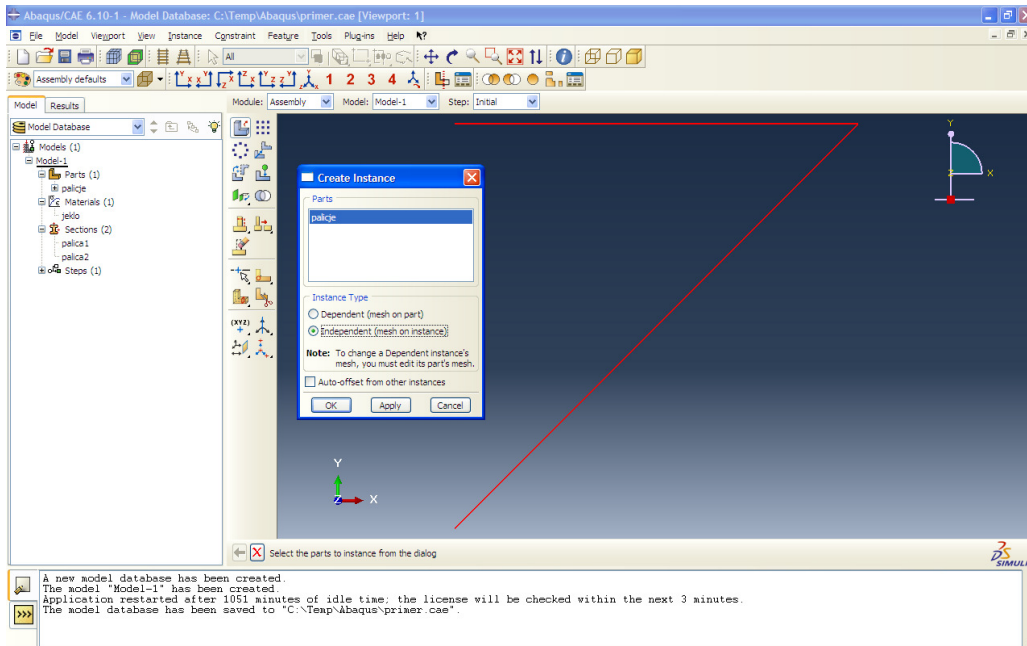 Abaqus/CAE 6.10-1 - Model Database: C:\Temp\Abaqus\primer.cae [Viewport: 1]
File Model Viewport View Instance Constraint Feature Tools Plug-ins Help
All
Assembly defaults
1 2 3 4
Model Results
Module: Assembly Model: Model-1 Step: Initial
Model Database
Models (1)
Model-1
Parts (1)
palicje
Materials (1)
jeklo
Sections (2)
palica1
palica2
Steps (1)
(XYZ)
Create Instance
Parts
palicje
Instance Type
Dependent (mesh on part)
Independent (mesh on instance)
Note: To change a Dependent instance's
mesh, you must edit its part's mesh.
Auto-offset from other instances
OK Apply Cancel
Y
X
Z
Y
X
Z
Select the parts to instance from the dialog
SIMULI
A new model database has been created.
The model "Model-1" has been created.
Application restarted after 1051 minutes of idle time; the license will be checked within the next 3 minutes.
The model database has been saved to "C:\Temp\Abaqus\primer.cae".
>>>